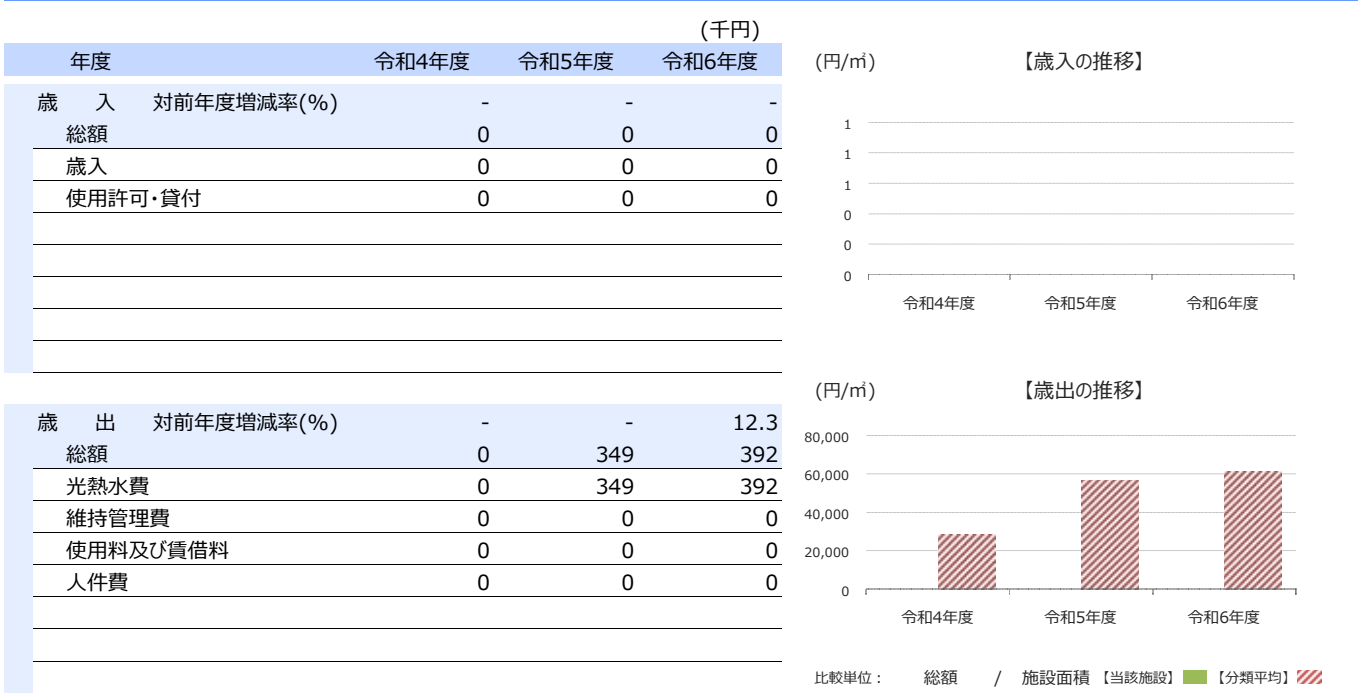 (千円)
年度 令和4年度 令和5年度 令和6年度
歳 入 対前年度増減率(%) - - -
総額 0 0 0
歳入 0 0 0
使用許可・貸付 0 0 0
歳 出 対前年度増減率(%) - - 12.3
総額 0 349 392
光熱水費 0 349 392
維持管理費 0 0 0
使用料及び賃借料 0 0 0
人件費 0 0 0
(円/㎡) 【歳入の推移】
1
1
1
0
0
0
令和4年度 令和5年度 令和6年度
(円/㎡) 【歳出の推移】
80,000
60,000
40,000
20,000
0
令和4年度 令和5年度 令和6年度
比較単位： 総額 / 施設面積 【当該施設】 【分類平均】